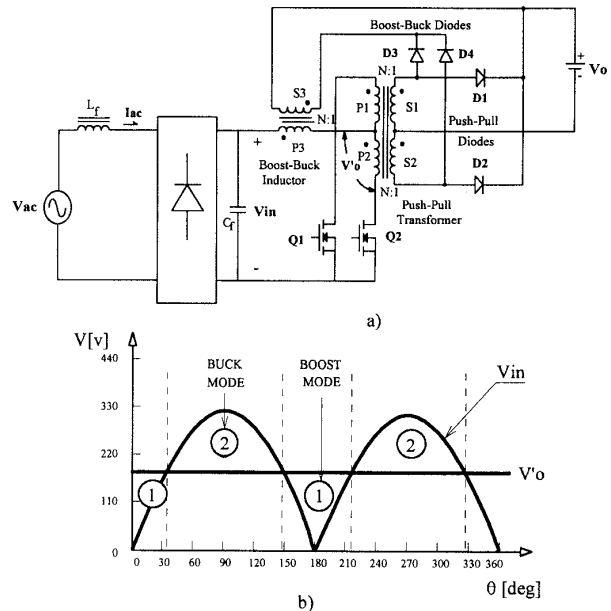 Boost-Buck Diodes
D3 D4
Vo
+
-
N:1
S3
N:1
P1
S1
D1
Lf
Iac
P3
Push-Pull
Diodes
+
Boost-Buck
Inductor
V'o
P2
S2
D2
Vac
Vin
Cf
N:1
Push-Pull
Transformer
Q1
Q2
-
a)
V[v]
440
330
220
110
0
BUCK
MODE
BOOST
MODE
Vin
2
2
V'o
1
1
0 30 60 90 120 150 180 210 240 270 300 330 360
θ [deg]
b)